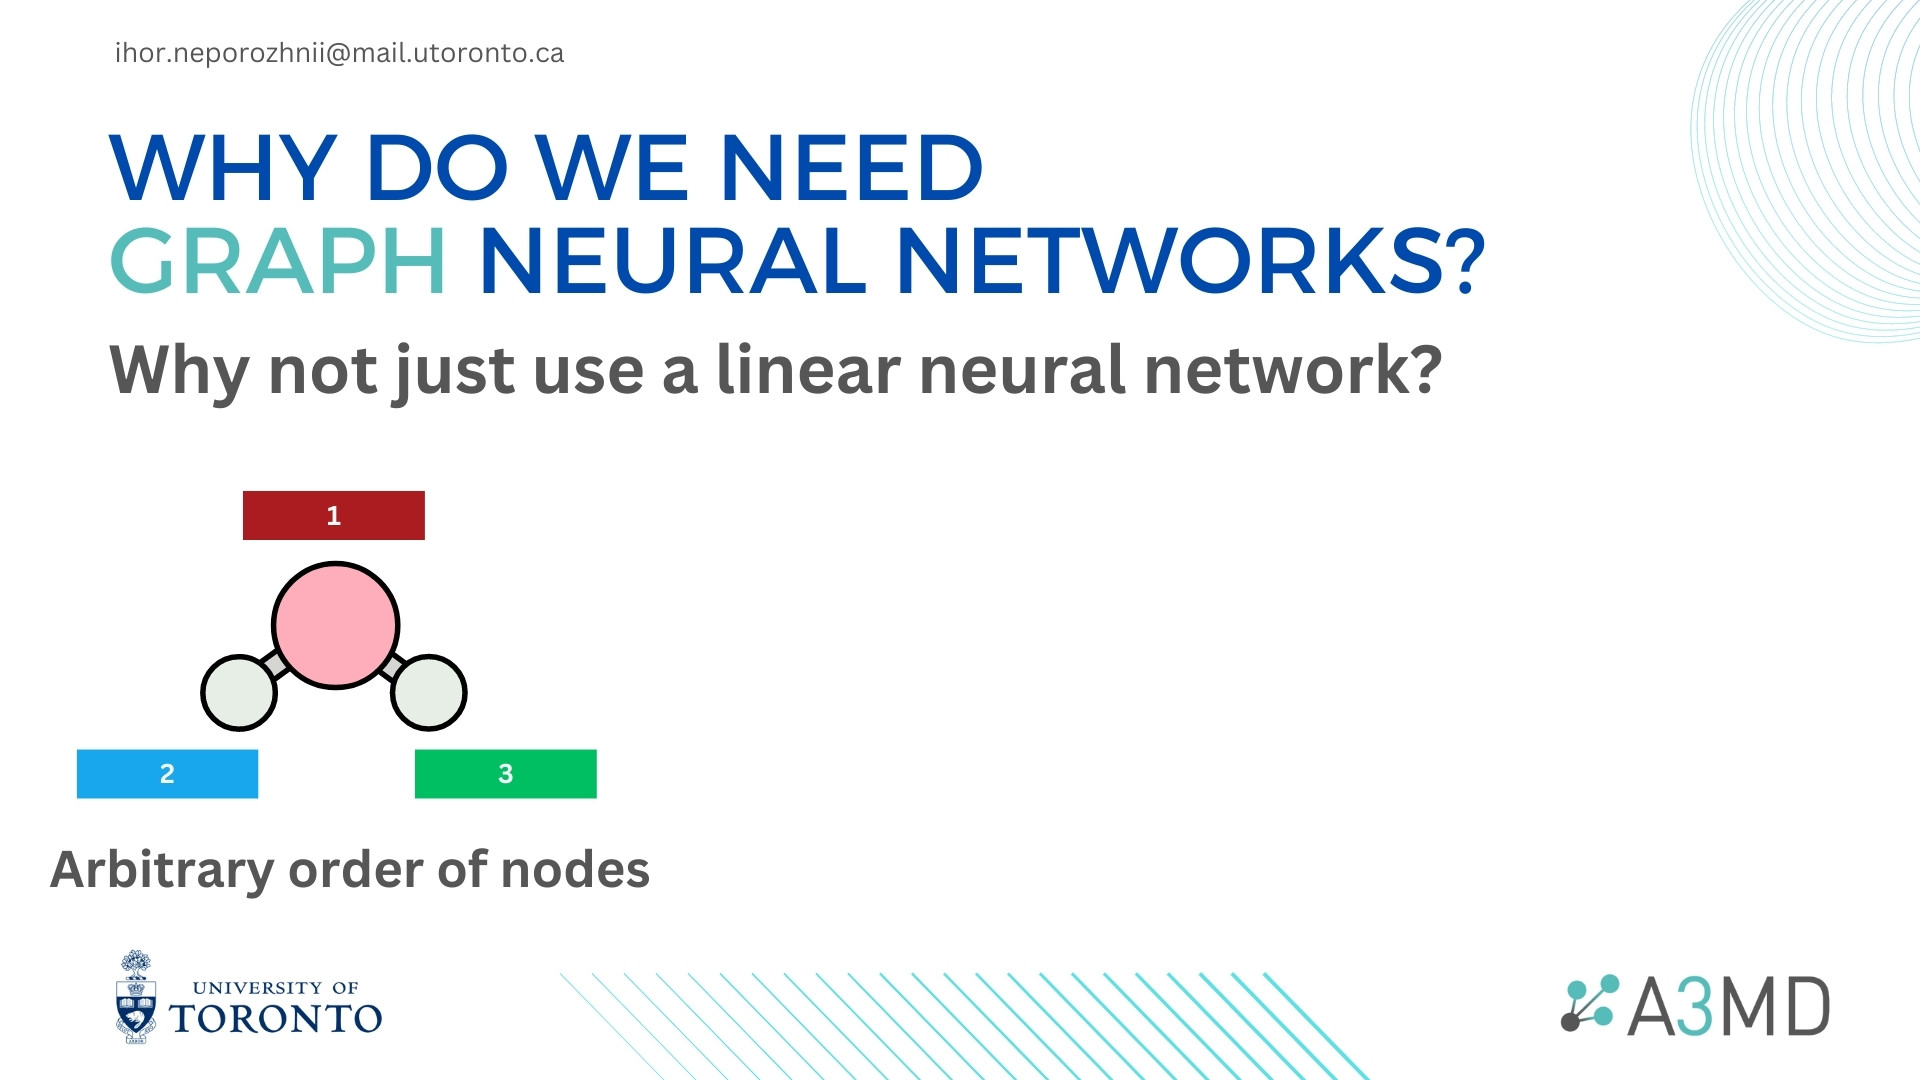 ihor.neporozhnii@mail.utoronto.ca
WHY DO WE NEED
GRAPH NEURAL NETWORKS?
Why not just use a linear neural network?
1
2
3
Arbitrary order of nodes
UNIVERSITY OF
TORONTO
A3MD